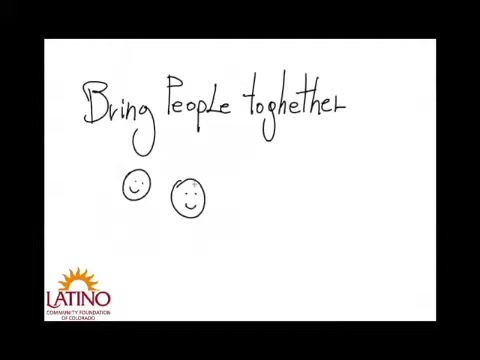 Bring People toghether
LATINO
COMMUNITY FOUNDATION
OF COLORADO